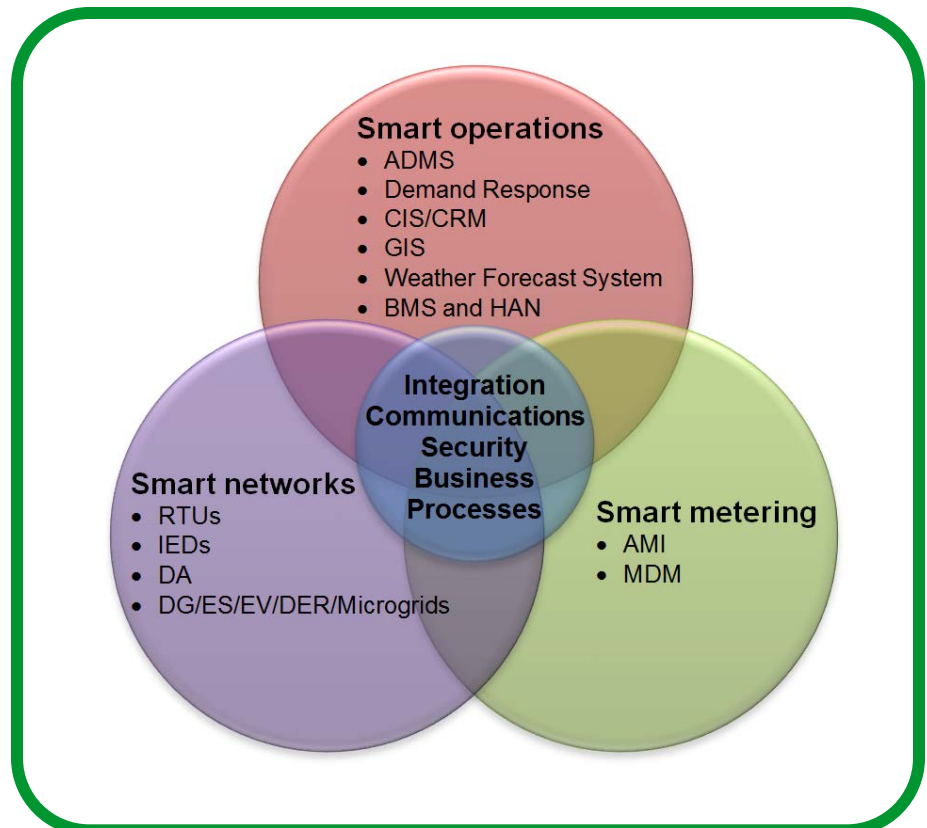 Smart operations
• ADMS
• Demand Response
• CIS/CRM
• GIS
• Weather Forecast System
• BMS and HAN
Integration
Communications
Security
Business
Processes
Smart networks
• RTUs
• IEDs
• DA
• DG/ES/EV/DER/Microgrids
Smart metering
• AMI
• MDM